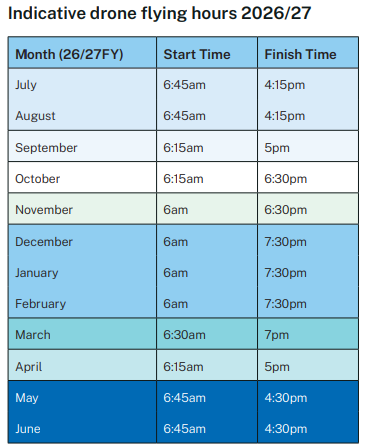 Indicative drone flying hours 2026/27
Month (26/27FY) Start Time Finish Time
July 6:45am 4:15pm
August 6:45am 4:15pm
September 6:15am 5pm
October 6:15am 6:30pm
November 6am 6:30pm
December 6am 7:30pm
January 6am 7:30pm
February 6am 7:30pm
March 6:30am 7pm
April 6:15am 5pm
May 6:45am 4:30pm
June 6:45am 4:30pm